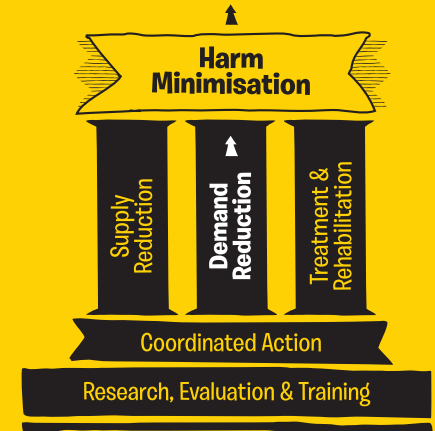 Harm
Minimisation
Supply
Reduction
Demand
Reduction
Treatment &
Rehabilitation
Coordinated Action
Research, Evaluation & Training